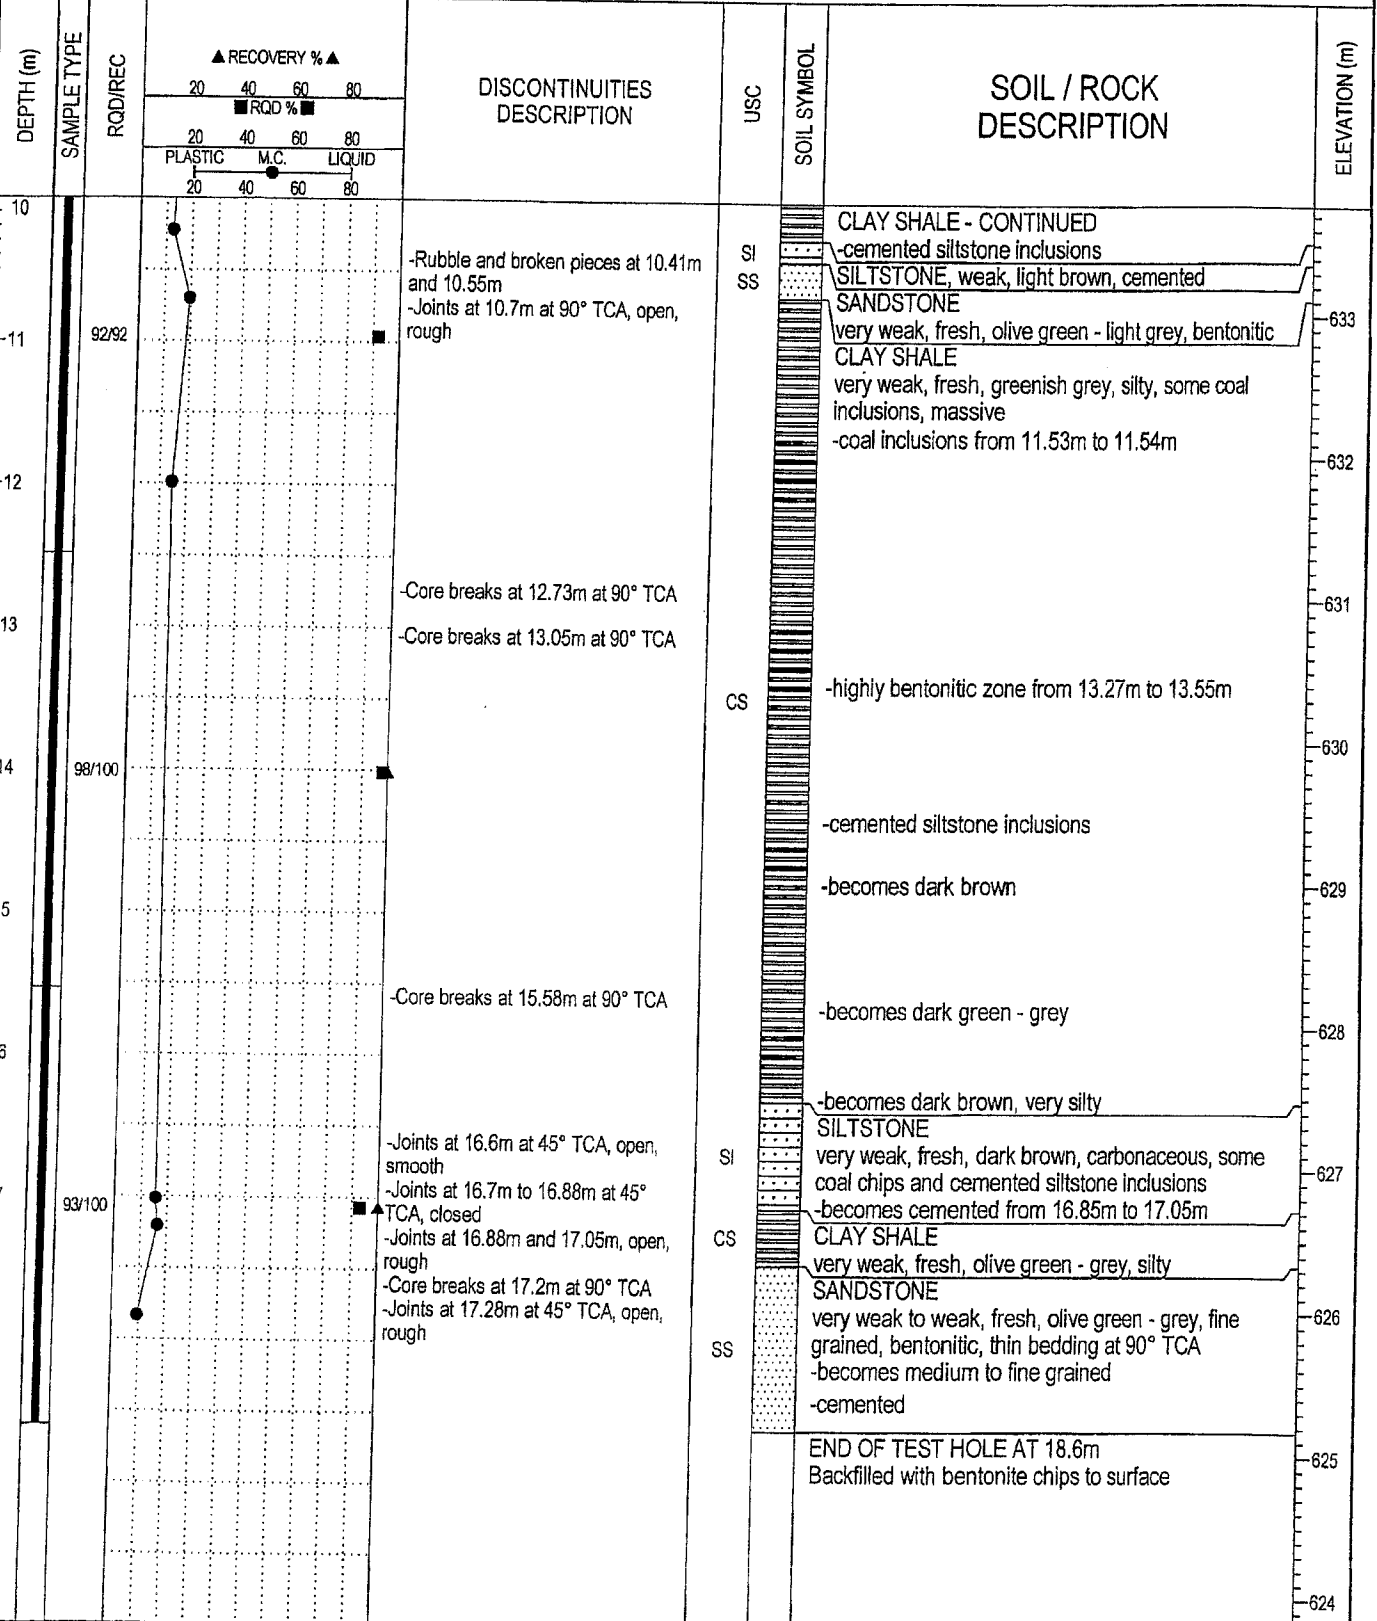 DEPTH (m)
SAMPLE TYPE
RQD/REC
▲ RECOVERY % ▲
20 40 60 80
■ RQD % ■
20 40 60 80
PLASTIC M.C. LIQUID
20 40 60 80
DISCONTINUITIES
DESCRIPTION
USC
SOIL SYMBOL
SOIL / ROCK
DESCRIPTION
ELEVATION (m)
10
11
12
13
14
5
6
7
92/92
98/100
93/100
-Rubble and broken pieces at 10.41m
and 10.55m
-Joints at 10.7m at 90° TCA, open,
rough
-Core breaks at 12.73m at 90° TCA
-Core breaks at 13.05m at 90° TCA
-Core breaks at 15.58m at 90° TCA
-Joints at 16.6m at 45° TCA, open,
smooth
-Joints at 16.7m to 16.88m at 45°
TCA, closed
-Joints at 16.88m and 17.05m, open,
rough
-Core breaks at 17.2m at 90° TCA
-Joints at 17.28m at 45° TCA, open,
rough
SI
SS
CS
SI
CS
SS
CLAY SHALE - CONTINUED
-cemented siltstone inclusions
SILTSTONE, weak, light brown, cemented
SANDSTONE
very weak, fresh, olive green - light grey, bentonitic
CLAY SHALE
very weak, fresh, greenish grey, silty, some coal
inclusions, massive
-coal inclusions from 11.53m to 11.54m
-highly bentonitic zone from 13.27m to 13.55m
-cemented siltstone inclusions
-becomes dark brown
-becomes dark green - grey
-becomes dark brown, very silty
SILTSTONE
very weak, fresh, dark brown, carbonaceous, some
coal chips and cemented siltstone inclusions
-becomes cemented from 16.85m to 17.05m
CLAY SHALE
very weak, fresh, olive green - grey, silty
SANDSTONE
very weak to weak, fresh, olive green - grey, fine
grained, bentonitic, thin bedding at 90° TCA
-becomes medium to fine grained
-cemented
END OF TEST HOLE AT 18.6m
Backfilled with bentonite chips to surface
633
632
631
630
629
628
627
626
625
624